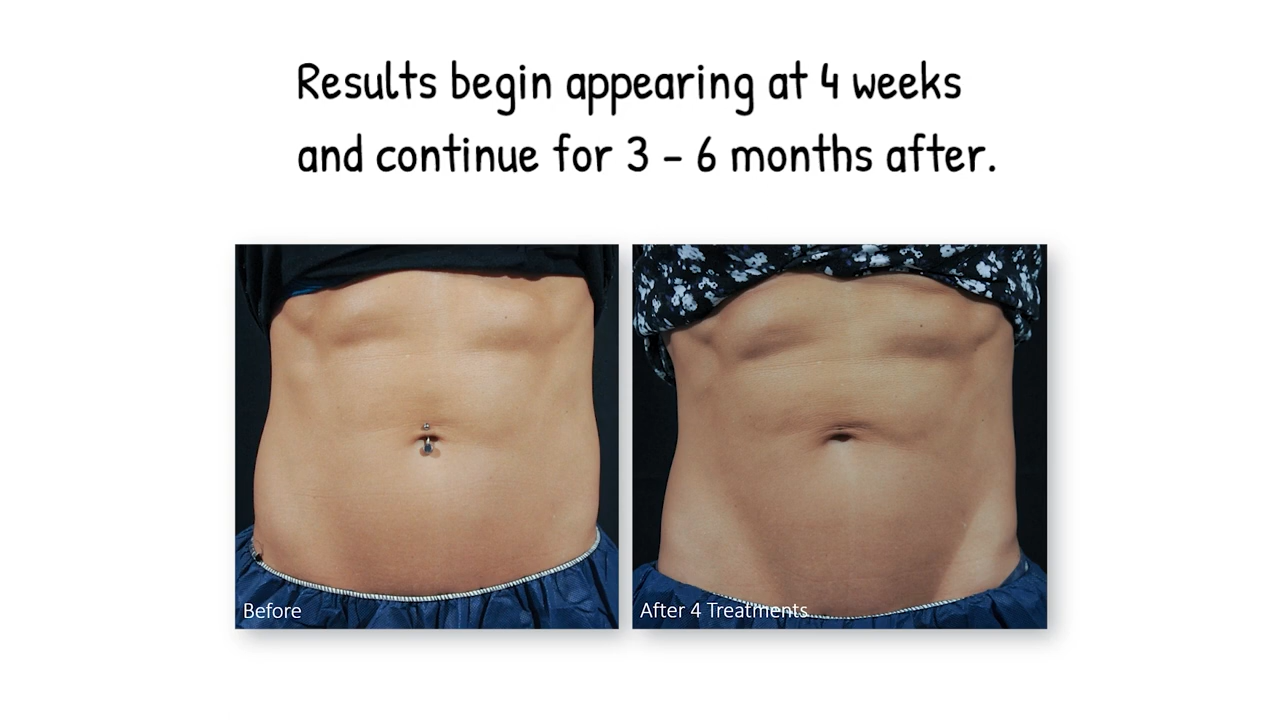 Results begin appearing at 4 weeks
and continue for 3 - 6 months after.
Before
After 4 Treatments